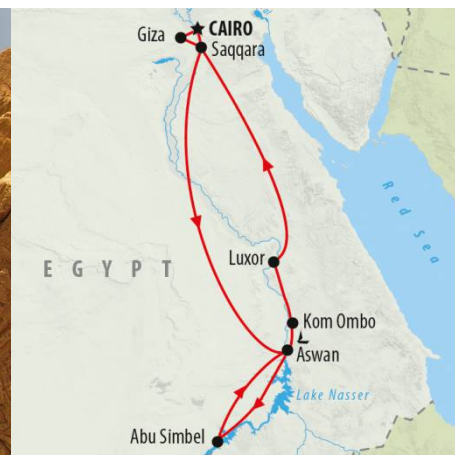 CAIRO
Giza
Saqqara
Red Sea
Luxor
EGYPT
Kom Ombo
Aswan
Lake Nasser
Abu Simbel